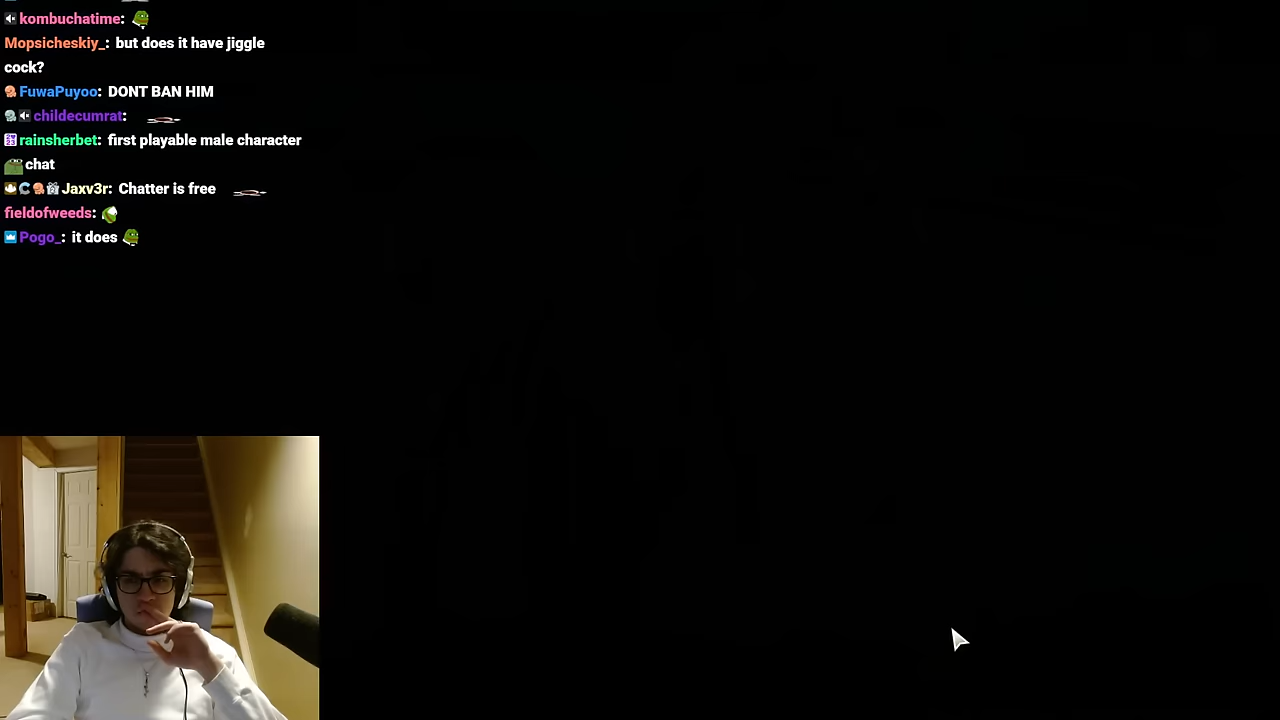 kombuchatime:
Mopsicheskiy_: but does it have jiggle
cock?
FuwaPuyoo: DONT BAN HIM
childecumrat:
rainsherbet: first playable male character
chat
Jaxv3r: Chatter is free
fieldofweeds:
Pogo_: it does